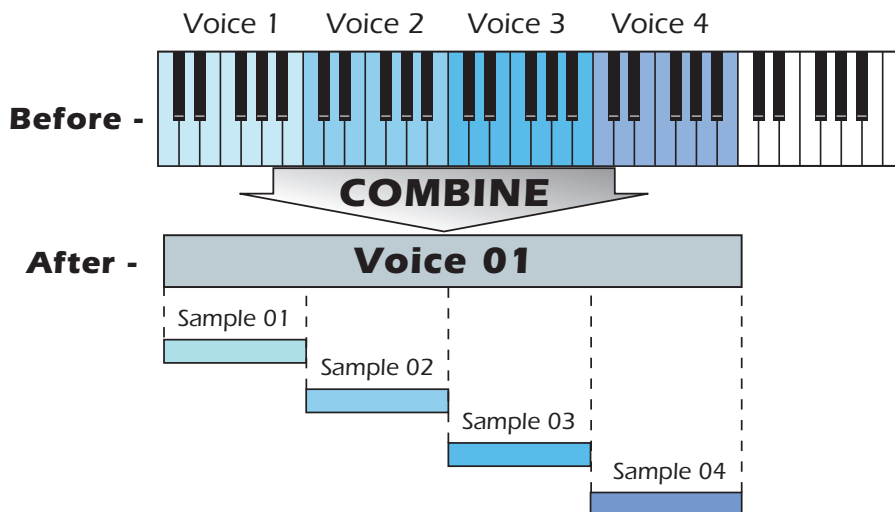 Voice 1 Voice 2 Voice 3 Voice 4
Before -
COMBINE
After - Voice 01
Sample 01
Sample 02
Sample 03
Sample 04